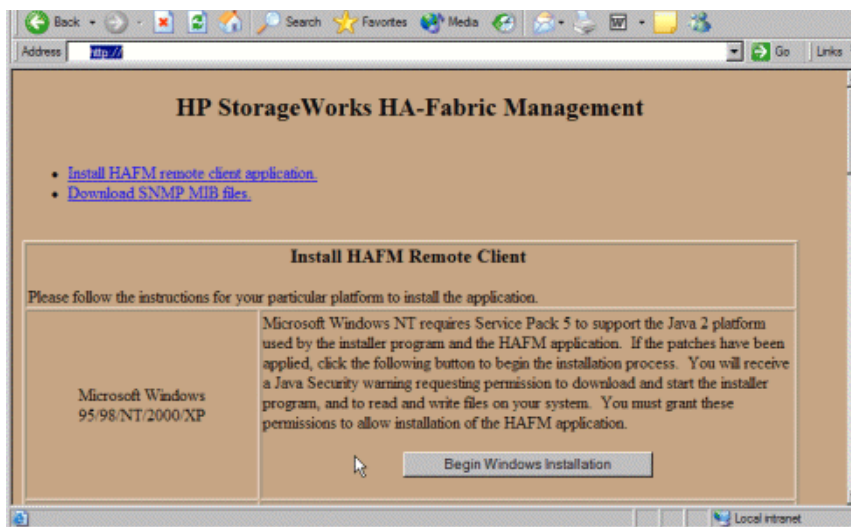 Back
Search
Favorites
Media
Address http://
Go
Links
HP StorageWorks HA-Fabric Management
Install HAFM remote client application.
Download SNMP MIB files.
Install HAFM Remote Client
Please follow the instructions for your particular platform to install the application.
Microsoft Windows
95/98/NT/2000/XP
Microsoft Windows NT requires Service Pack 5 to support the Java 2 platform
used by the installer program and the HAFM application. If the patches have been
applied, click the following button to begin the installation process. You will receive
a Java Security warning requesting permission to download and start the installer
program, and to read and write files on your system. You must grant these
permissions to allow installation of the HAFM application.
Begin Windows Installation
Local intranet